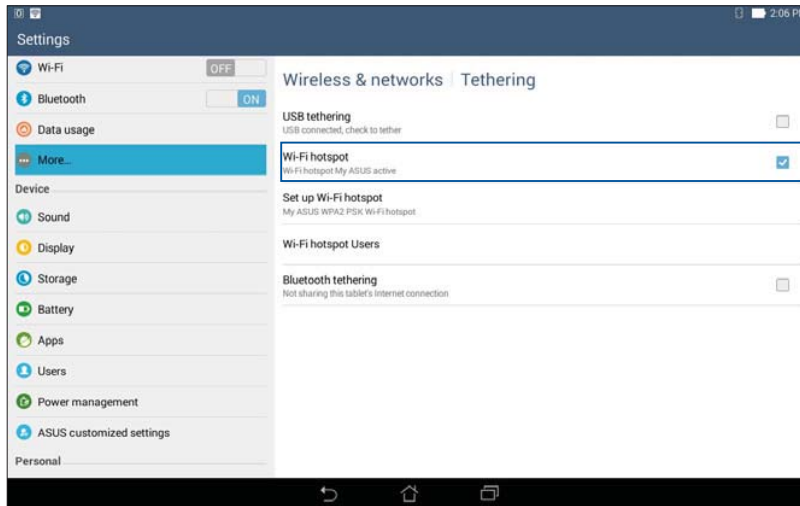 2:06 P
Settings
Wi-Fi OFF
Bluetooth ON
Data usage
More...
Device
Sound
Display
Storage
Battery
Apps
Users
Power management
ASUS customized settings
Personal
Wireless & networks Tethering
USB tethering
USB connected, check to tether
Wi-Fi hotspot
Wi-Fi hotspot My ASUS active
Set up Wi-Fi hotspot
My ASUS WPA2 PSK Wi-Fi hotspot
Wi-Fi hotspot Users
Bluetooth tethering
Not sharing this tablet's Internet connection